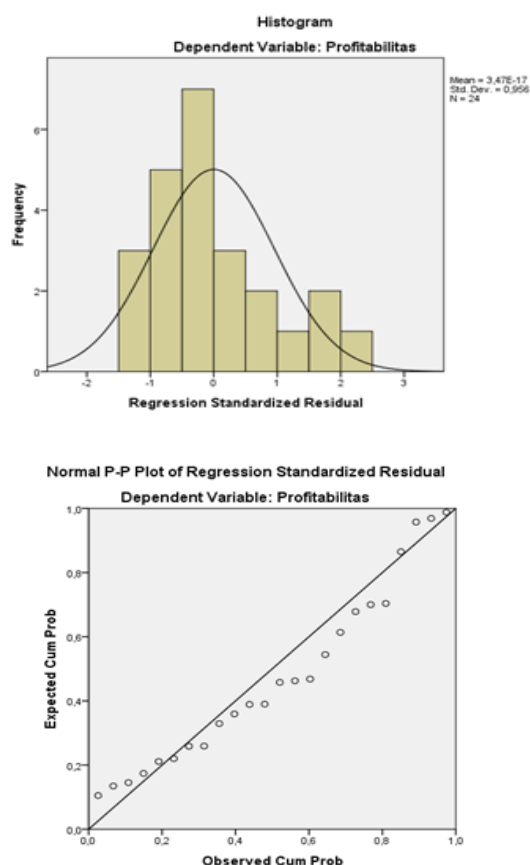 Histogram
Dependent Variable: Profitabilitas
Mean = 3,47E-17
Std. Dev. = 0,956
N = 24
Frequency
6
4
2
0
-2 -1 0 1 2 3
Regression Standardized Residual
Normal P-P Plot of Regression Standardized Residual
Dependent Variable: Profitabilitas
Expected Cum Prob
1,0
0,8
0,6
0,4
0,2
0,0
0,0 0,2 0,4 0,6 0,8 1,0
Observed Cum Prob